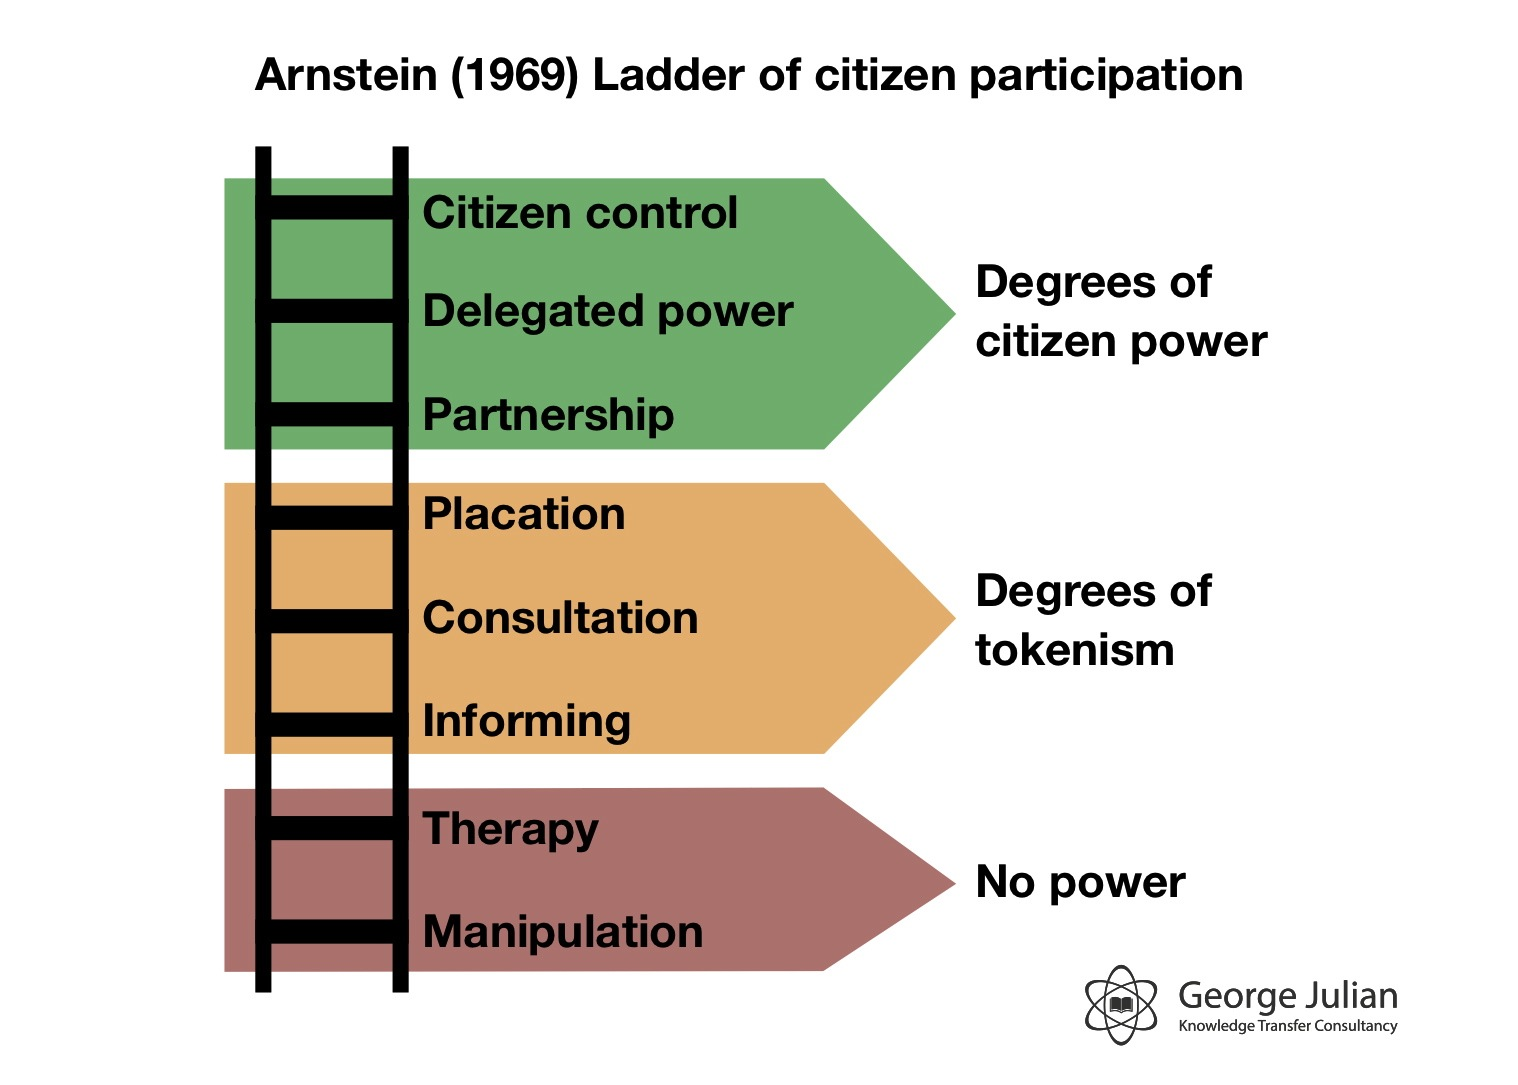 Arnstein (1969) Ladder of citizen participation
Citizen control
Delegated power
Partnership
Degrees of
citizen power
Placation
Consultation
Informing
Degrees of
tokenism
Therapy
Manipulation
No power
George Julian
Knowledge Transfer Consultancy